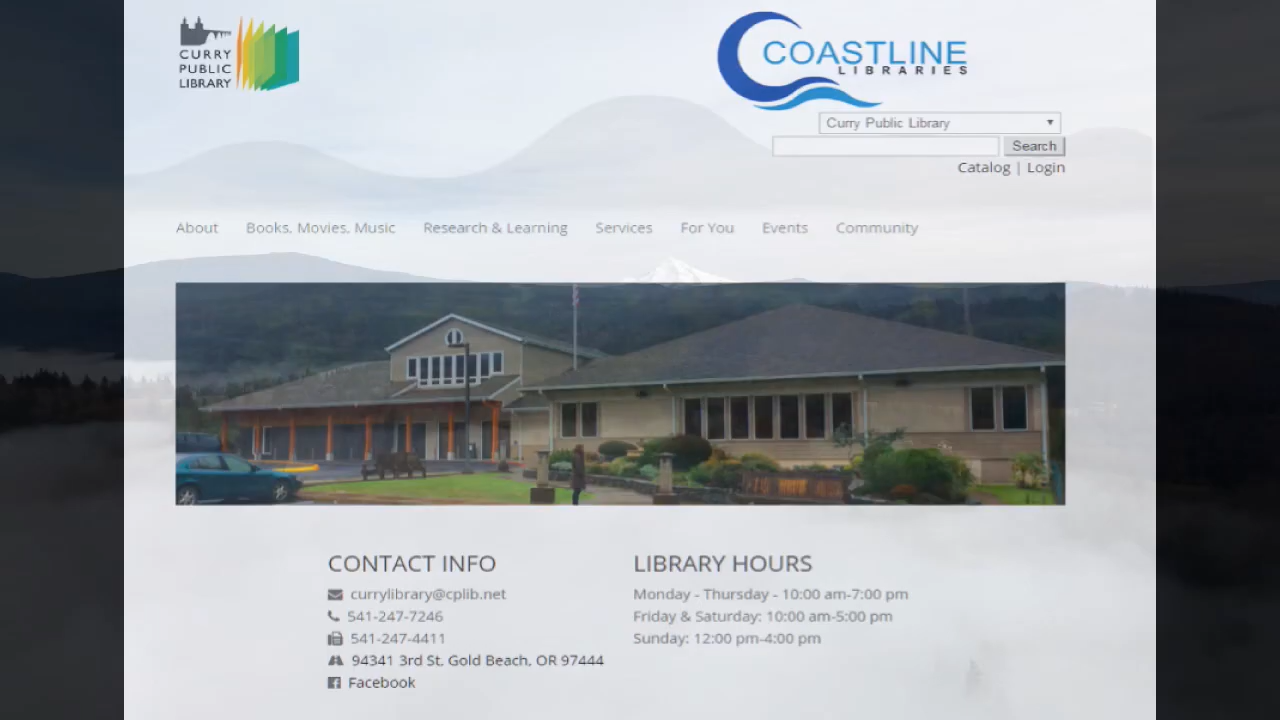 CURRY
PUBLIC
LIBRARY
COASTLINE
LIBRARIES
Curry Public Library
Search
Catalog | Login
About Books, Movies, Music Research & Learning Services For You Events Community
CONTACT INFO
currylibrary@cplib.net
541-247-7246
541-247-4411
94341 3rd St, Gold Beach, OR 97444
Facebook
LIBRARY HOURS
Monday - Thursday - 10:00 am-7:00 pm
Friday & Saturday: 10:00 am-5:00 pm
Sunday: 12:00 pm-4:00 pm